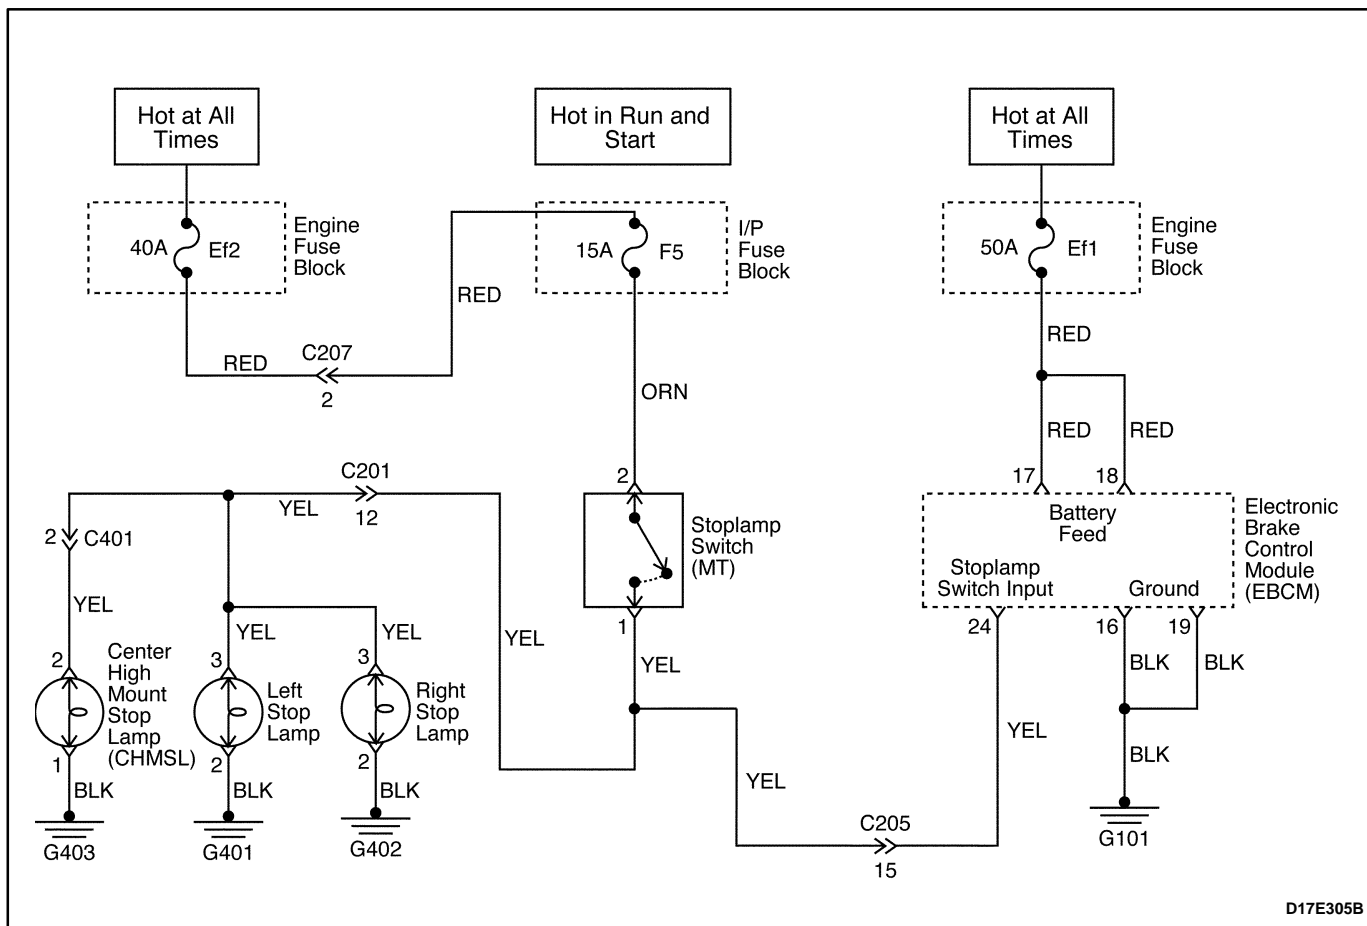 Hot at All
Times
Hot in Run and
Start
Hot at All
Times
40A
Ef2
Engine
Fuse
Block
15A
F5
I/P
Fuse
Block
50A
Ef1
Engine
Fuse
Block
RED
RED
C207
2
ORN
RED
RED
RED
C201
YEL
12
2
17
18
Battery
Feed
Electronic
Brake
Control
Module
(EBCM)
2
C401
Stoplamp
Switch
(MT)
Stoplamp
Switch Input
Ground
YEL
YEL
YEL
YEL
1
YEL
24
16
19
BLK
BLK
2
Center
High
Mount
Stop
Lamp
(CHMSL)
3
Left
Stop
Lamp
3
Right
Stop
Lamp
YEL
1
2
2
BLK
BLK
BLK
YEL
BLK
G403
G401
G402
C205
15
G101
D17E305B